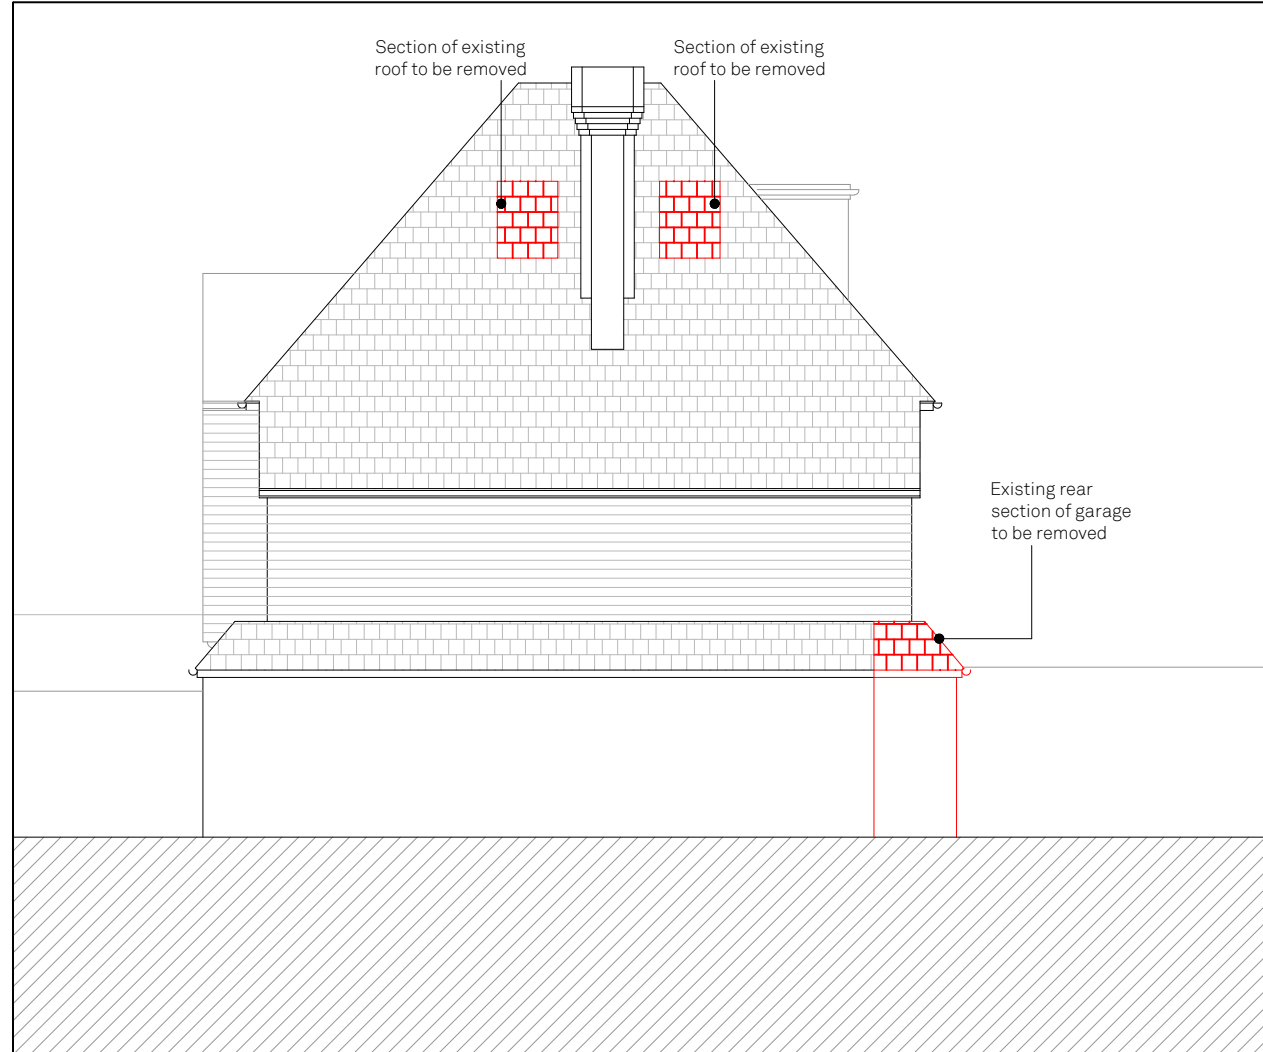 Section of existing
roof to be removed
Section of existing
roof to be removed
Existing rear
section of garage
to be removed